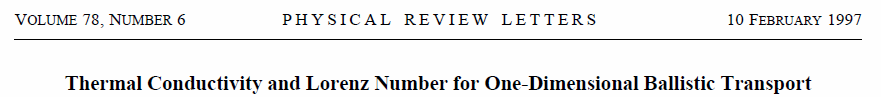 VOLUME 78, NUMBER 6 PHYSICAL REVIEW LETTERS 10 FEBRUARY 1997
Thermal Conductivity and Lorenz Number for One-Dimensional Ballistic Transport